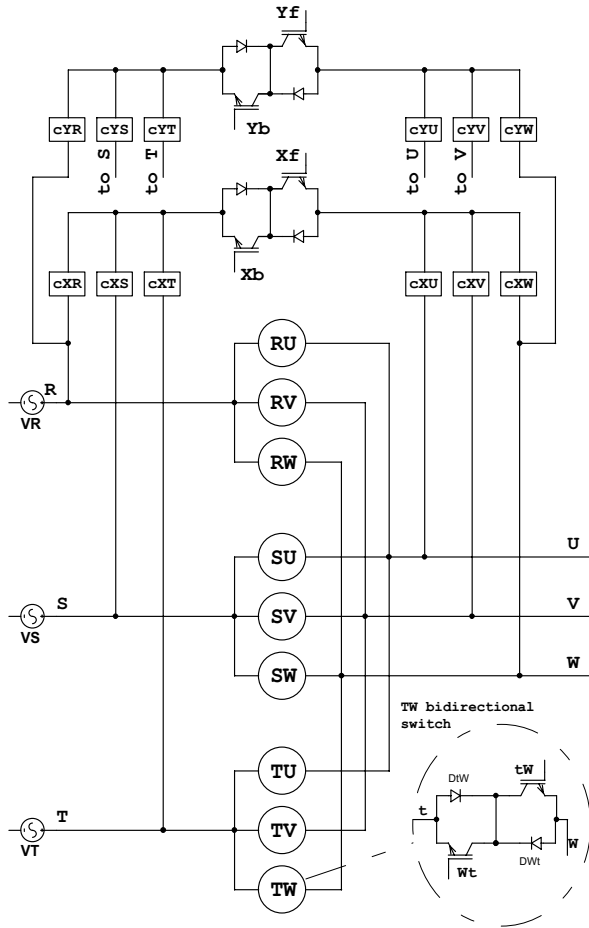 Yf
cYR cYS cYT cYU cYV cYW
Yb
to S to T to U to V
Xf
Xb
cXR cXS cXT cXU cXV cXW
RU
R
RV
VR
RW
SU U
S SV V
VS
SW W
TW bidirectional
switch
TU
tW
DtW
T t
TV
VT
W
Wt DWt
TW